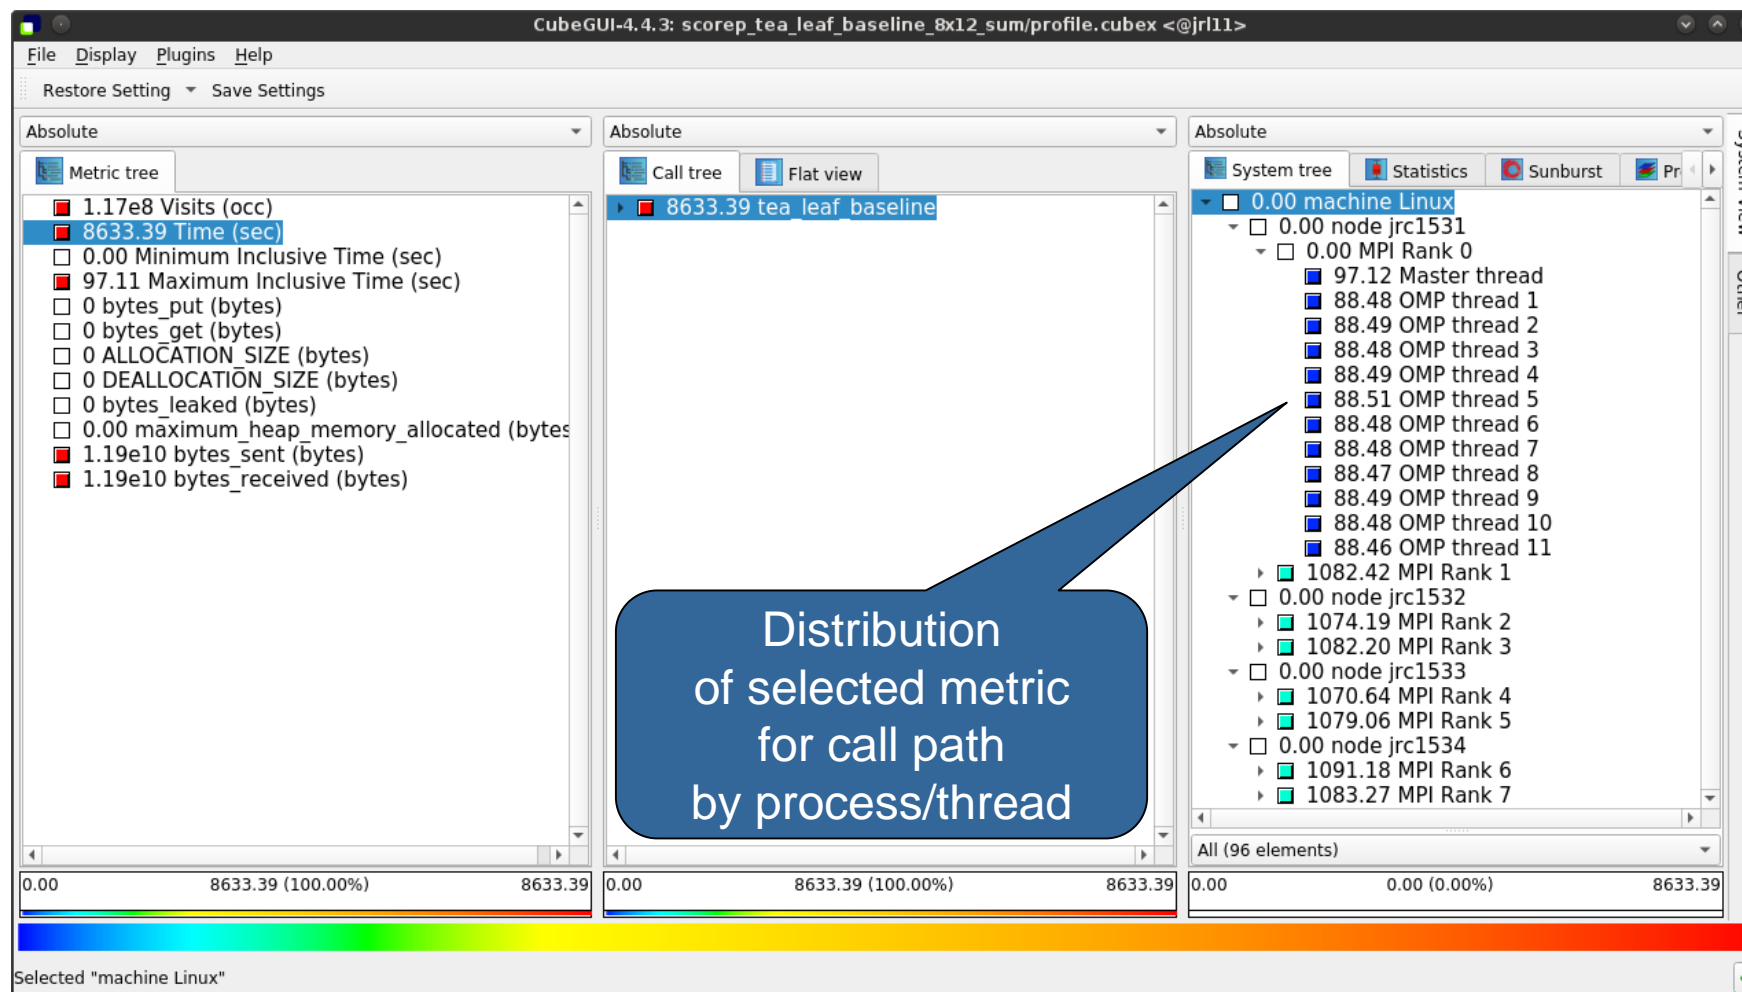 CubeGUI-4.4.3: scorep_tea_leaf_baseline_8x12_sum/profile.cubex <@jrl11>
File Display Plugins Help
Restore Setting Save Settings
Absolute
Metric tree
1.17e8 Visits (occ)
8633.39 Time (sec)
0.00 Minimum Inclusive Time (sec)
97.11 Maximum Inclusive Time (sec)
0 bytes_put (bytes)
0 bytes_get (bytes)
0 ALLOCATION_SIZE (bytes)
0 DEALLOCATION_SIZE (bytes)
0 bytes_leaked (bytes)
0.00 maximum_heap_memory_allocated (bytes
1.19e10 bytes_sent (bytes)
1.19e10 bytes_received (bytes)
0.00 8633.39 (100.00%) 8633.39
Absolute
Call tree Flat view
8633.39 tea_leaf_baseline
Distribution
of selected metric
for call path
by process/thread
0.00 8633.39 (100.00%) 8633.39
Absolute
System tree Statistics Sunburst Pr
0.00 machine Linux
0.00 node jrc1531
0.00 MPI Rank 0
97.12 Master thread
88.48 OMP thread 1
88.49 OMP thread 2
88.48 OMP thread 3
88.49 OMP thread 4
88.51 OMP thread 5
88.48 OMP thread 6
88.48 OMP thread 7
88.47 OMP thread 8
88.49 OMP thread 9
88.48 OMP thread 10
88.46 OMP thread 11
1082.42 MPI Rank 1
0.00 node jrc1532
1074.19 MPI Rank 2
1082.20 MPI Rank 3
0.00 node jrc1533
1070.64 MPI Rank 4
1079.06 MPI Rank 5
0.00 node jrc1534
1091.18 MPI Rank 6
1083.27 MPI Rank 7
All (96 elements)
0.00 0.00 (0.00%) 8633.39
Selected "machine Linux"